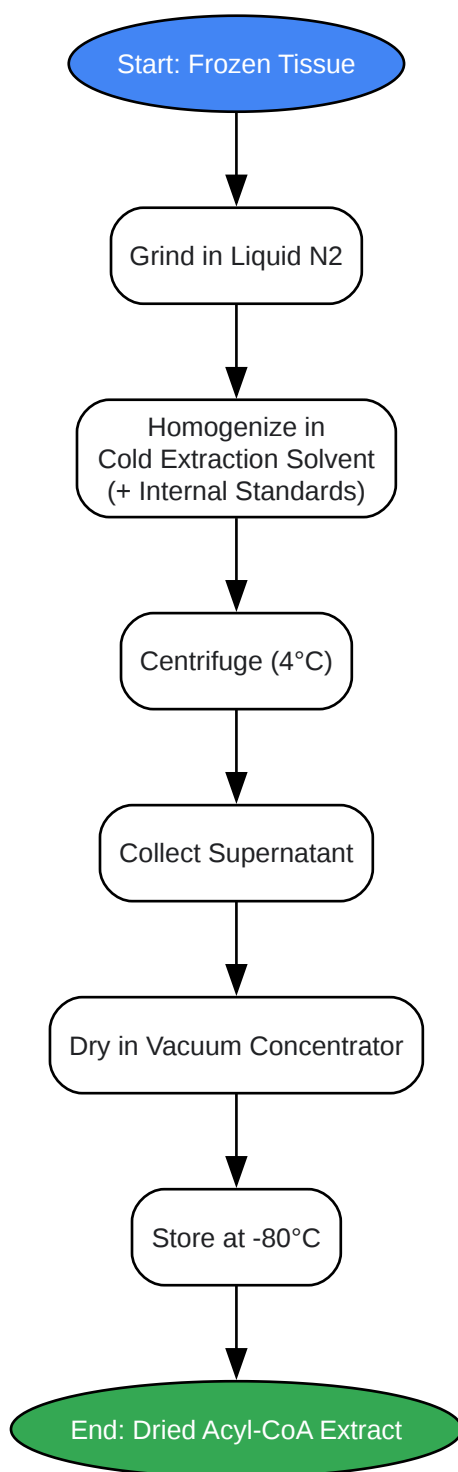 Start: Frozen Tissue
Grind in Liquid N2
Homogenize in
Cold Extraction Solvent
(+ Internal Standards)
Centrifuge (4°C)
Collect Supernatant
Dry in Vacuum Concentrator
Store at -80°C
End: Dried Acyl-CoA Extract